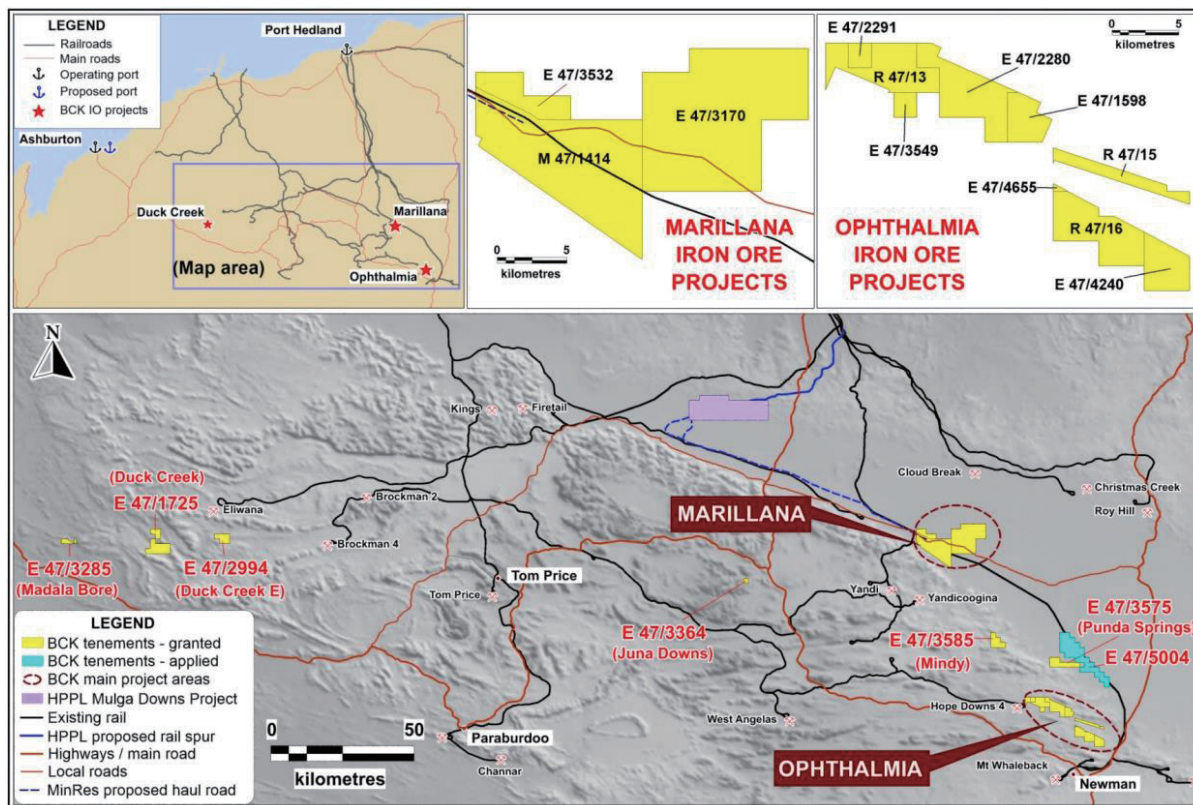 LEGEND
Railroads
Main roads
Operating port
Proposed port
BCK IO projects
Port Hedland
Ashburton
Duck Creek
Marillana
(Map area)
Ophthalmia
E 47/3532
E 47/3170
M 47/1414
0 5
kilometres
MARILLANA
IRON ORE
PROJECTS
0 5
kilometres
E 47/2291
R 47/13
E 47/2280
E 47/1598
E 47/3549
R 47/15
E 47/4655
R 47/16
E 47/4240
OPHTHALMIA
IRON ORE
PROJECTS
N
Kings
Firetail
Cloud Break
Christmas Creek
Roy Hill
(Duck Creek)
E 47/1725
Eliwana
Brockman 2
Brockman 4
MARILLANA
E 47/3285
(Madala Bore)
E 47/2994
(Duck Creek E)
Tom Price
Tom Price
Yandi
Yandicoogina
E 47/3364
(Juna Downs)
E 47/3585
(Mindy)
E 47/3575
(Punda Springs)
E 47/5004
West Angelas
Hope Downs 4
Paraburdoo
Channar
OPHTHALMIA
Mt Whaleback
Newman
LEGEND
BCK tenements - granted
BCK tenements - applied
BCK main project areas
HPPL Mulga Downs Project
Existing rail
HPPL proposed rail spur
Highways / main road
Local roads
MinRes proposed haul road
0 50
kilometres